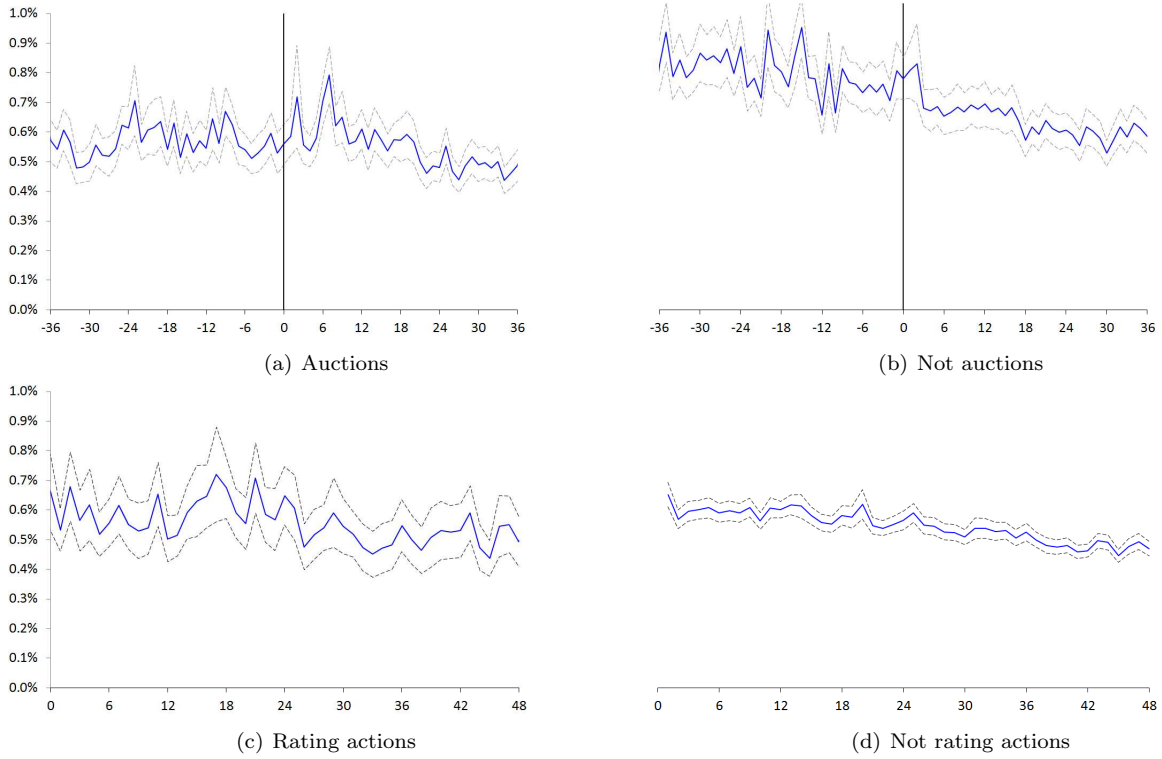 1.0%
0.9%
0.8%
0.7%
0.6%
0.5%
0.4%
0.3%
0.2%
0.1%
0.0%
-36 -30 -24 -18 -12 -6 0 6 12 18 24 30 36
(a) Auctions
-36 -30 -24 -18 -12 -6 0 6 12 18 24 30 36
(b) Not auctions
1.0%
0.9%
0.8%
0.7%
0.6%
0.5%
0.4%
0.3%
0.2%
0.1%
0.0%
0 6 12 18 24 30 36 42 48
(c) Rating actions
0 6 12 18 24 30 36 42 48
(d) Not rating actions